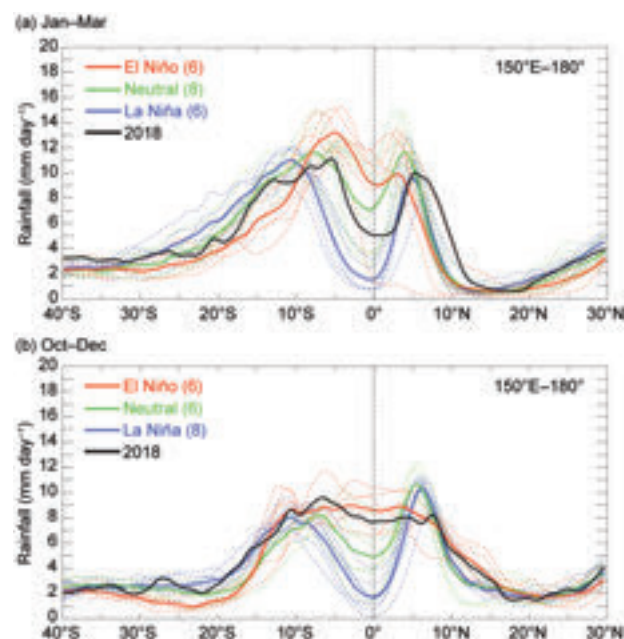 (a) Jan–Mar
20
18
16
14
12
10
8
6
4
2
0
Rainfall (mm day⁻¹)
El Niño (6)
Neutral (8)
La Niña (6)
2018
150°E–180°
40°S 30°S 20°S 10°S 0° 10°N 20°N 30°N
(b) Oct–Dec
20
18
16
14
12
10
8
6
4
2
0
Rainfall (mm day⁻¹)
El Niño (6)
Neutral (6)
La Niña (8)
2018
150°E–180°
40°S 30°S 20°S 10°S 0° 10°N 20°N 30°N